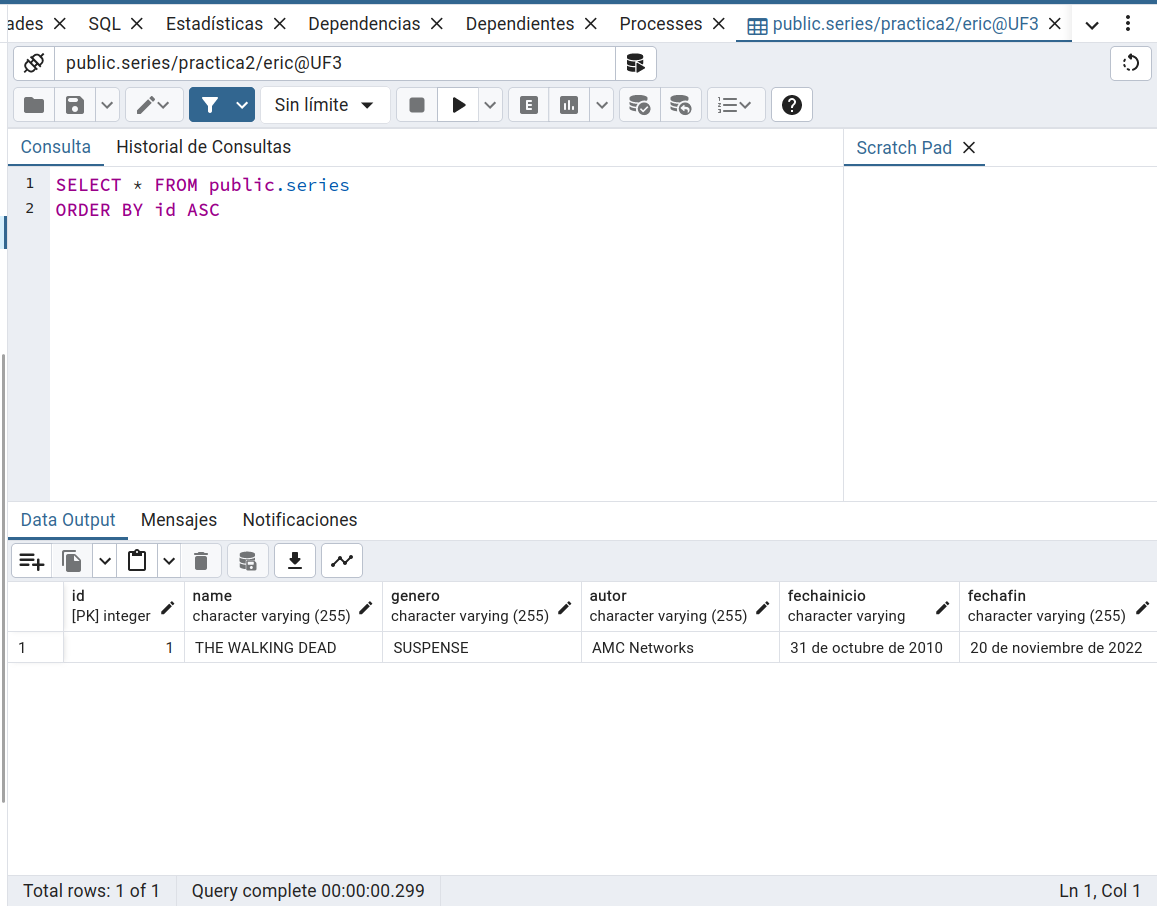 ades SQL Estadísticas Dependencias Dependientes Processes public.series/practica2/eric@UF3
public.series/practica2/eric@UF3
Sin límite E
Consulta Historial de Consultas Scratch Pad
1 SELECT * FROM public.series
2 ORDER BY id ASC
Data Output Mensajes Notificaciones
id name genero autor fechainicio fechafin
[PK] integer character varying (255) character varying (255) character varying (255) character varying character varying (255)
1 1 THE WALKING DEAD SUSPENSE AMC Networks 31 de octubre de 2010 20 de noviembre de 2022
Total rows: 1 of 1 Query complete 00:00:00.299 Ln 1, Col 1